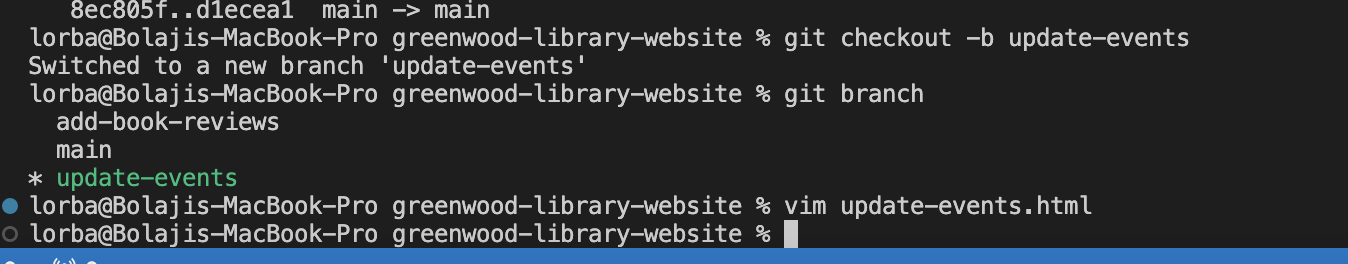 8ec805f..d1ecea1  main -> main
lorba@Bolajis-MacBook-Pro greenwood-library-website % git checkout -b update-events
Switched to a new branch 'update-events'
lorba@Bolajis-MacBook-Pro greenwood-library-website % git branch
add-book-reviews
main
* update-events
lorba@Bolajis-MacBook-Pro greenwood-library-website % vim update-events.html
lorba@Bolajis-MacBook-Pro greenwood-library-website %